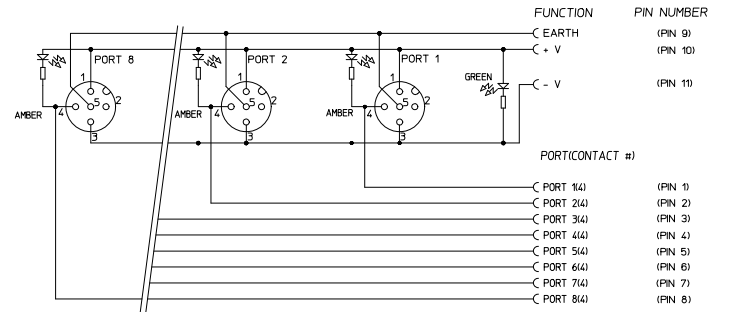 FUNCTION PIN NUMBER
EARTH (PIN 9)
+ V (PIN 10)
PORT 8 PORT 2 PORT 1
GREEN - V (PIN 11)
1 1 1
5 2 5 2 5 2
AMBER 4 AMBER 4 AMBER 4
3 3 3
PORT(CONTACT #)
PORT 1(4) (PIN 1)
PORT 2(4) (PIN 2)
PORT 3(4) (PIN 3)
PORT 4(4) (PIN 4)
PORT 5(4) (PIN 5)
PORT 6(4) (PIN 6)
PORT 7(4) (PIN 7)
PORT 8(4) (PIN 8)